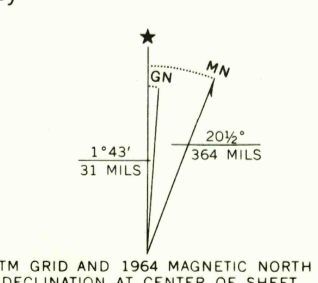 GN
MN
1°43′
31 MILS
20½°
364 MILS
TM GRID AND 1964 MAGNETIC NORTH
DECLINATION AT CENTER OF SHEET